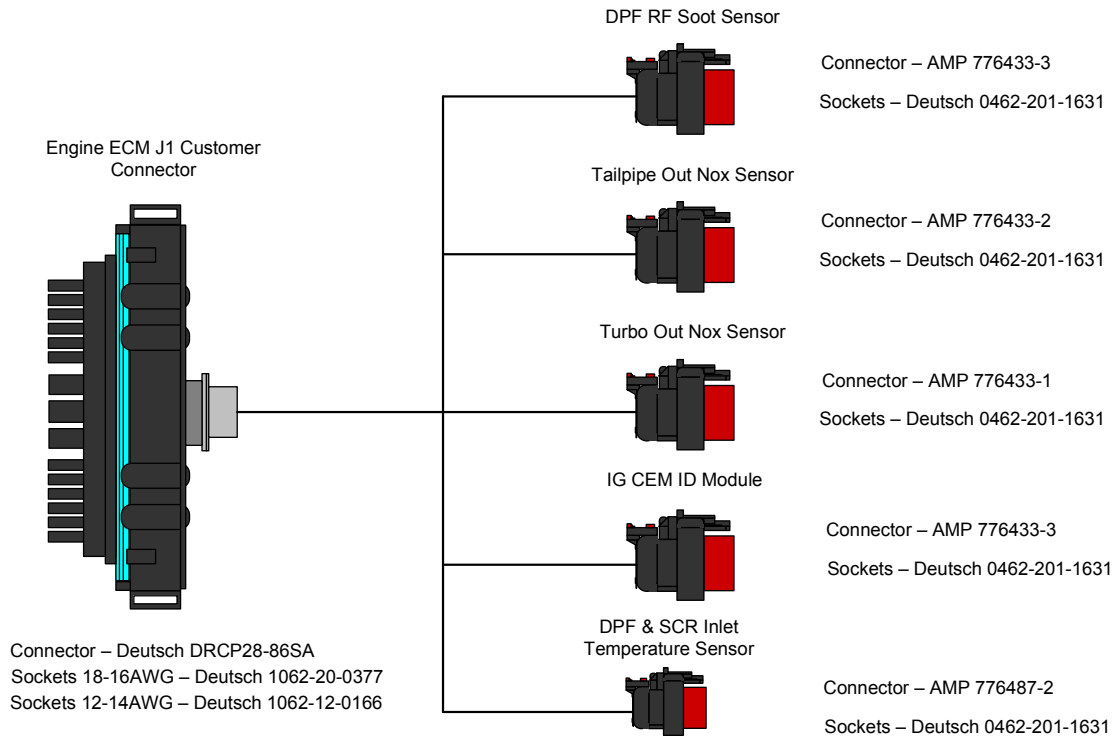 DPF RF Soot Sensor
Connector – AMP 776433-3
Sockets – Deutsch 0462-201-1631
Engine ECM J1 Customer
Connector
Tailpipe Out Nox Sensor
Connector – AMP 776433-2
Sockets – Deutsch 0462-201-1631
Turbo Out Nox Sensor
Connector – AMP 776433-1
Sockets – Deutsch 0462-201-1631
IG CEM ID Module
Connector – AMP 776433-3
Sockets – Deutsch 0462-201-1631
DPF & SCR Inlet
Temperature Sensor
Connector – AMP 776487-2
Sockets – Deutsch 0462-201-1631
Connector – Deutsch DRCP28-86SA
Sockets 18-16AWG – Deutsch 1062-20-0377
Sockets 12-14AWG – Deutsch 1062-12-0166